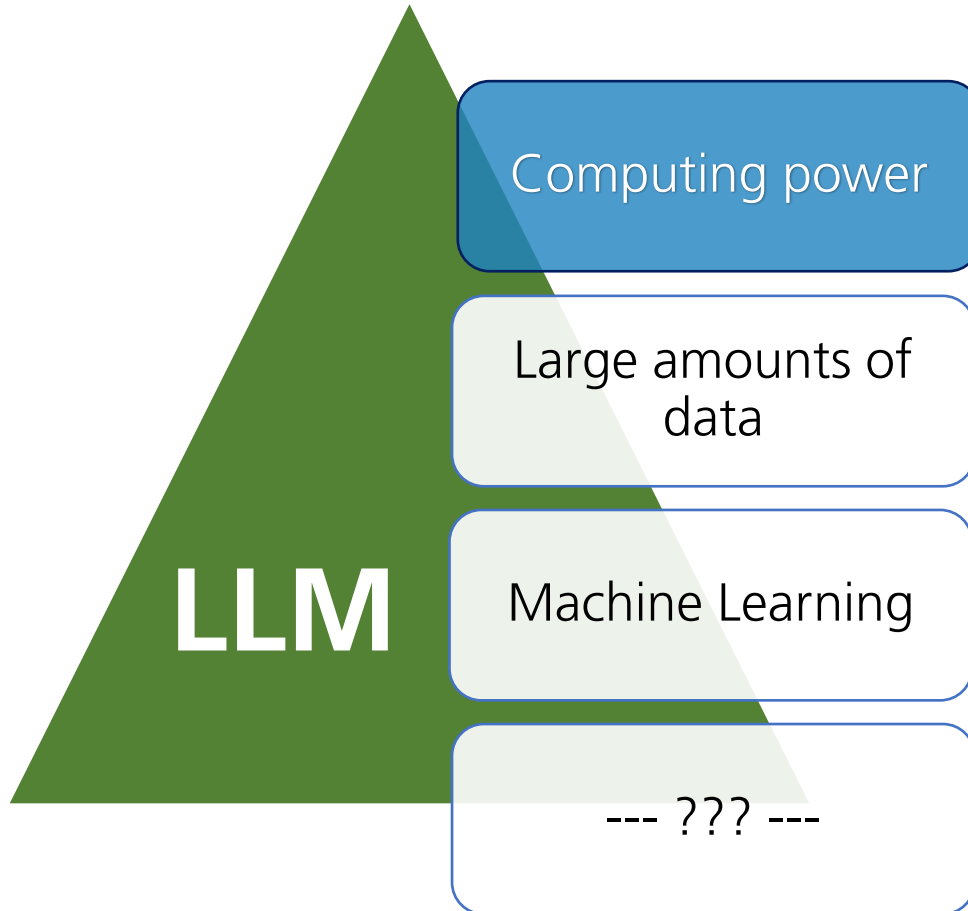 Computing power
Large amounts of
data
LLM
Machine Learning
--- ??? ---